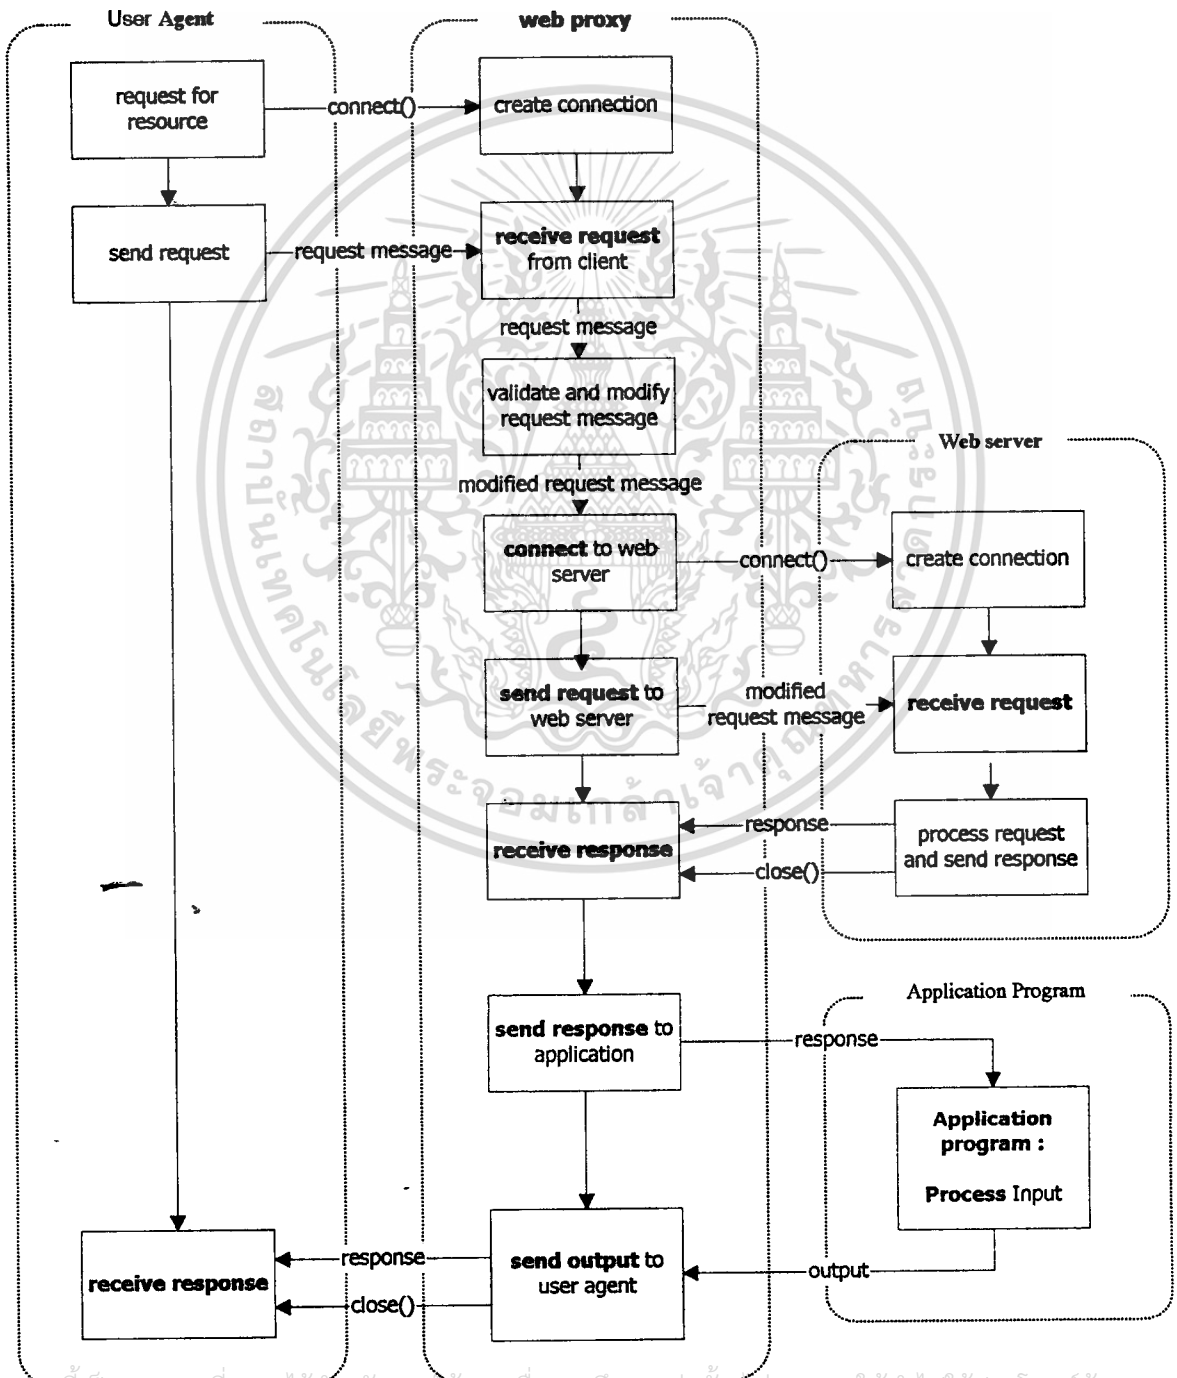 User Agent
web proxy
request for
resource
connect()
create connection
send request
request message
receive request
from client
request message
validate and modify
request message
modified request message
Web server
connect to web
server
connect()
create connection
send request to
web server
modified
request message
receive request
receive response
response
close()
process request
and send response
Application Program
send response to
application
response
Application
program :
Process Input
output
send output to
user agent
response
close()
receive response